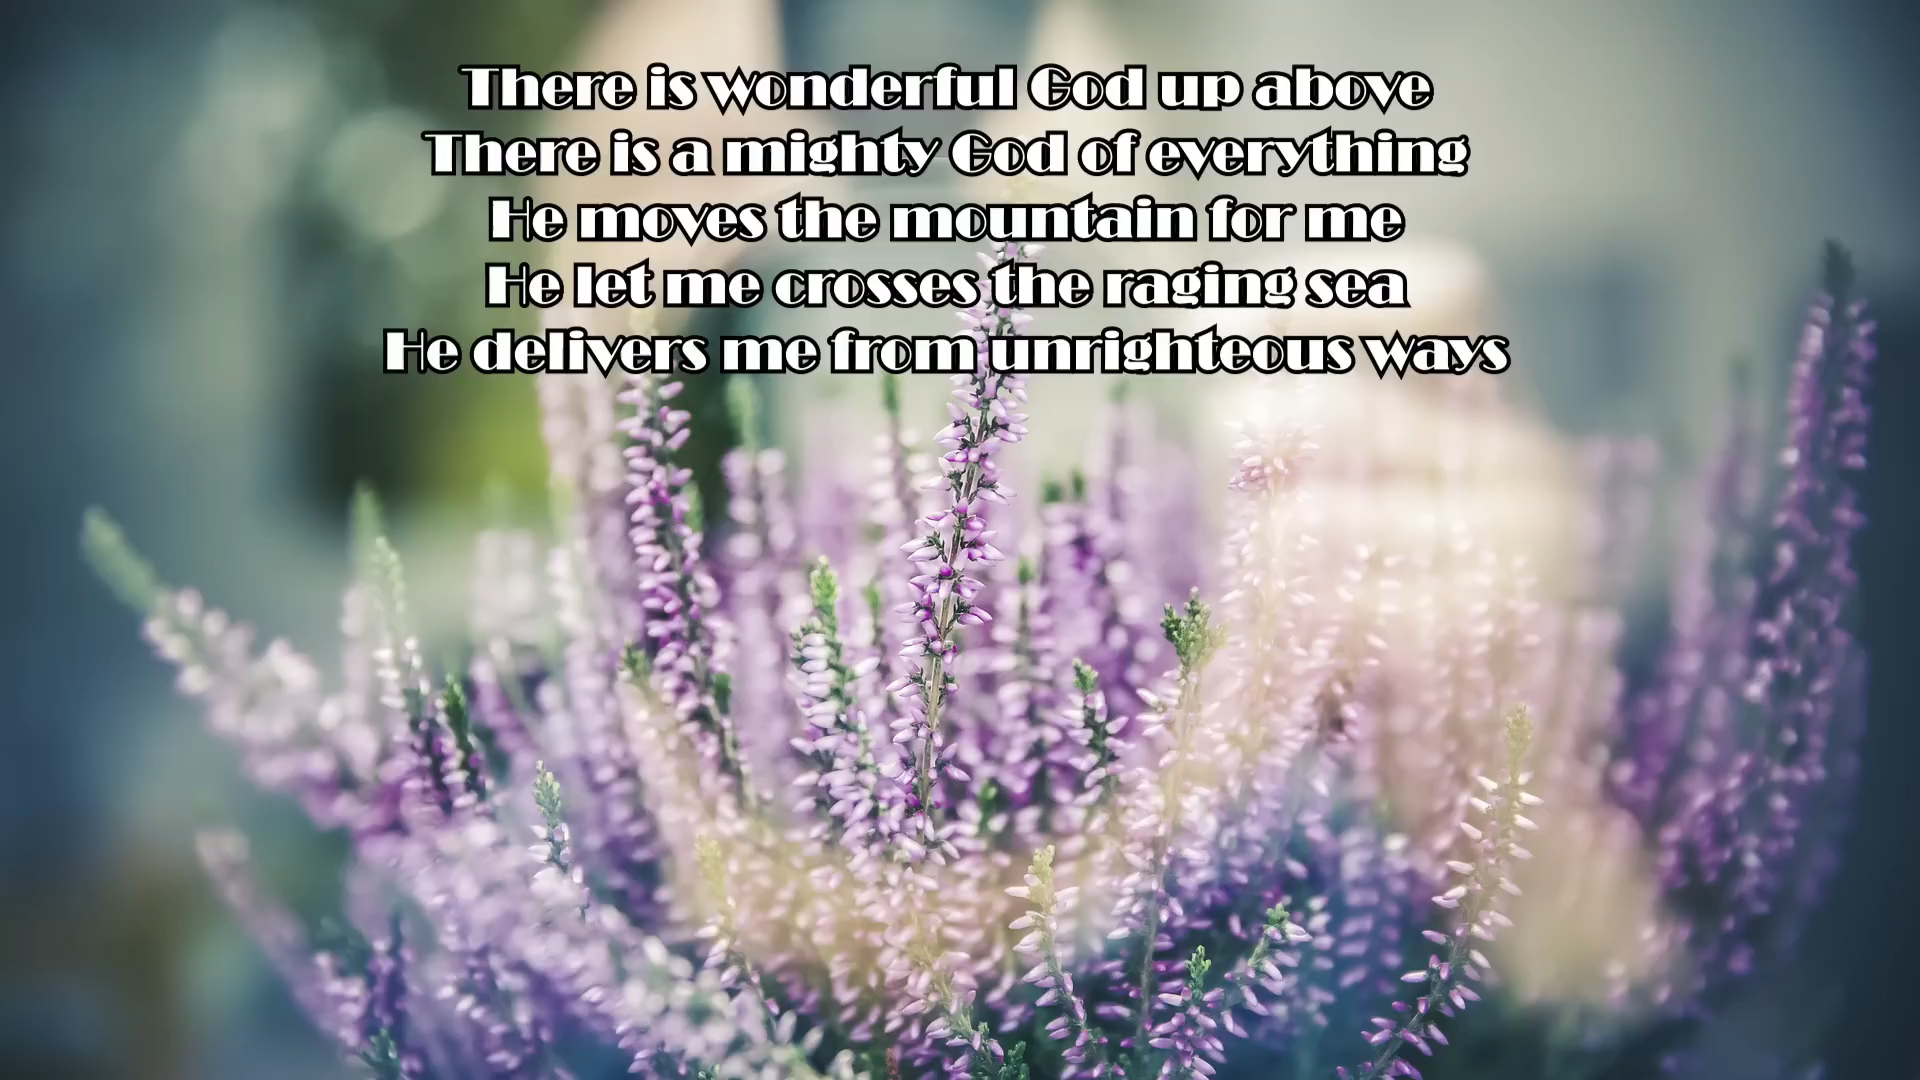 There is wonderful God up above
There is a mighty God of everything
He moves the mountain for me
He let me crosses the raging sea
He delivers me from unrighteous ways